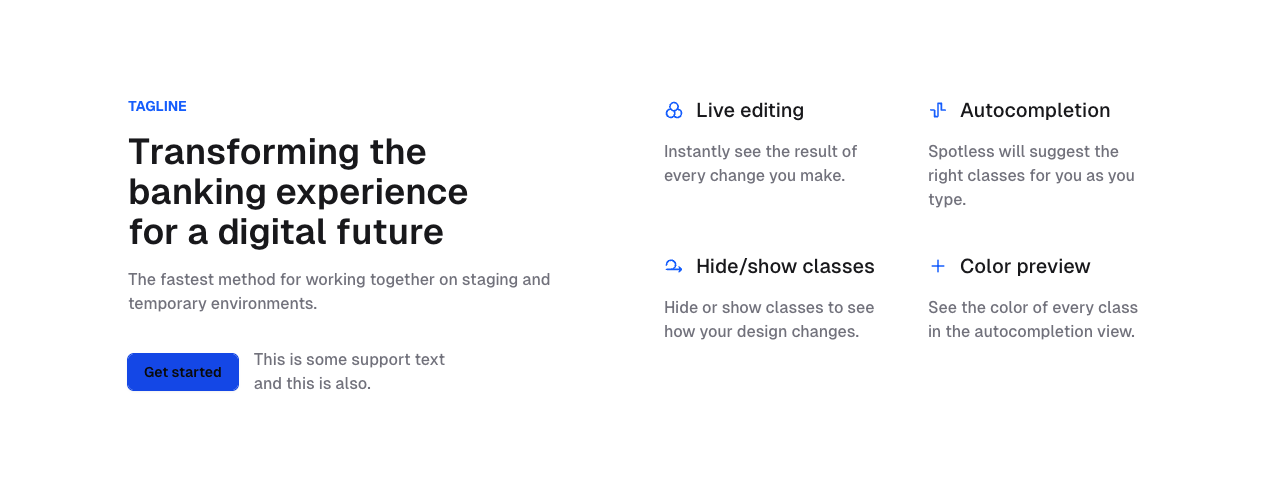 TAGLINE
Transforming the
banking experience
for a digital future
The fastest method for working together on staging and
temporary environments.
Get started
This is some support text
and this is also.
Live editing
Instantly see the result of
every change you make.
Autocompletion
Spotless will suggest the
right classes for you as you
type.
Hide/show classes
Hide or show classes to see
how your design changes.
Color preview
See the color of every class
in the autocompletion view.